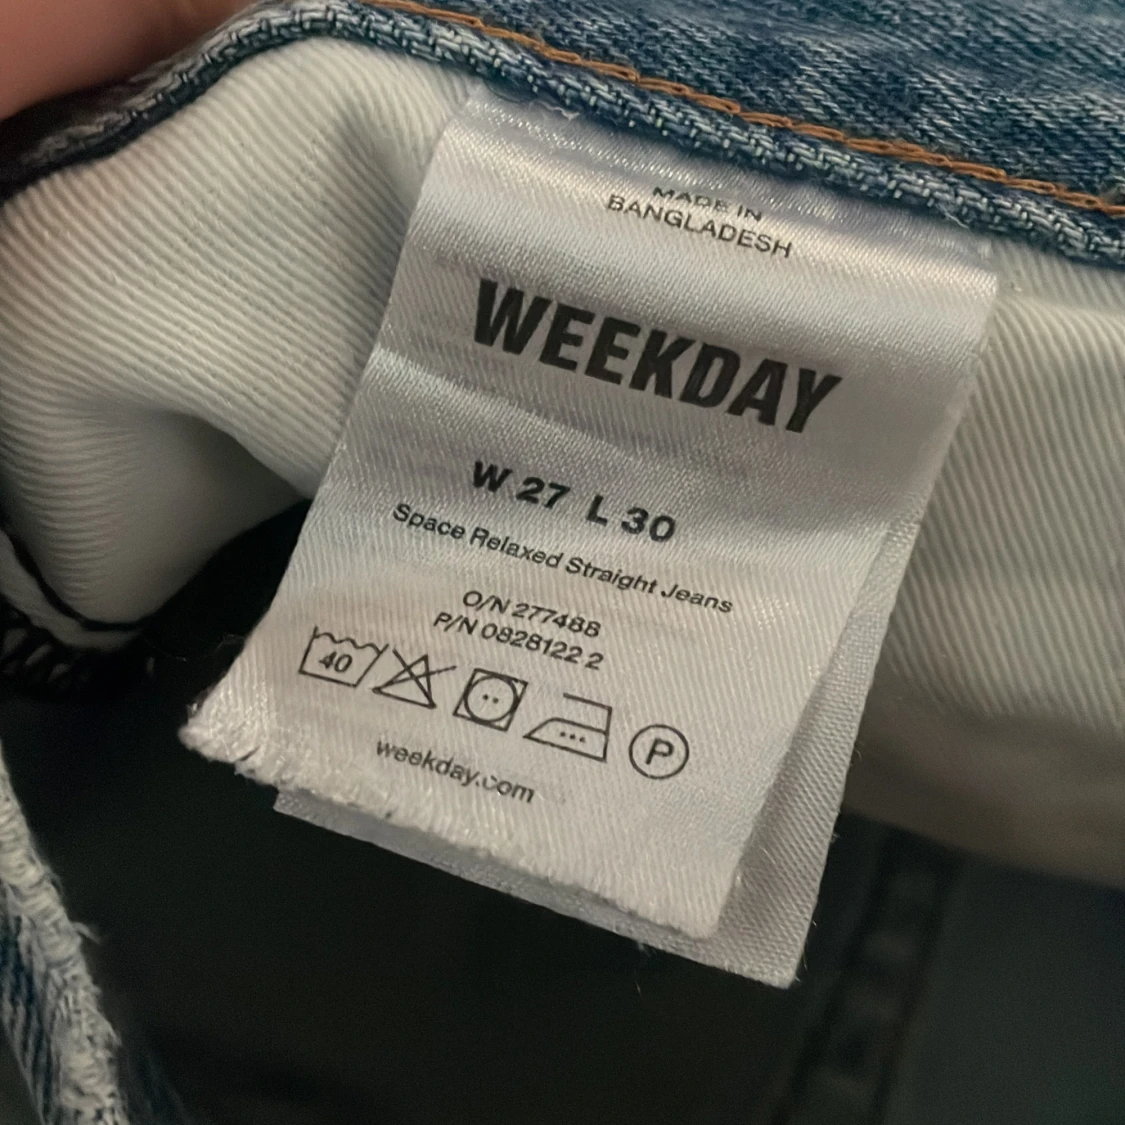 MADE IN
BANGLADESH
WEEKDAY
W 27 L 30
Space Relaxed Straight Jeans
O/N 277488
P/N 0828122 2
40
P
weekday.com